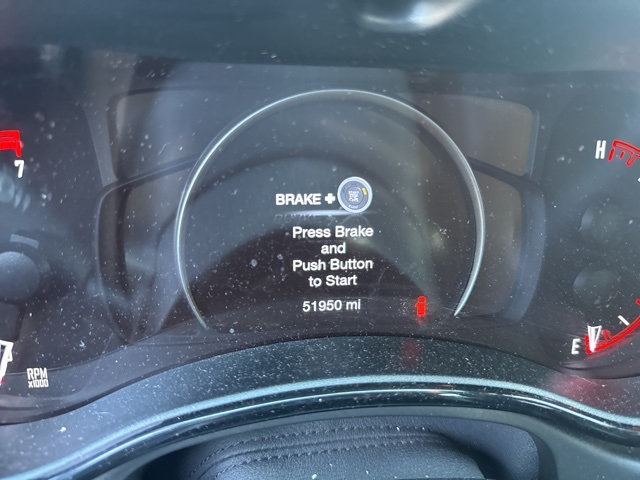 7
H
BRAKE +
Press Brake
and
Push Button
to Start
51950 mi
E
RPM
x1000